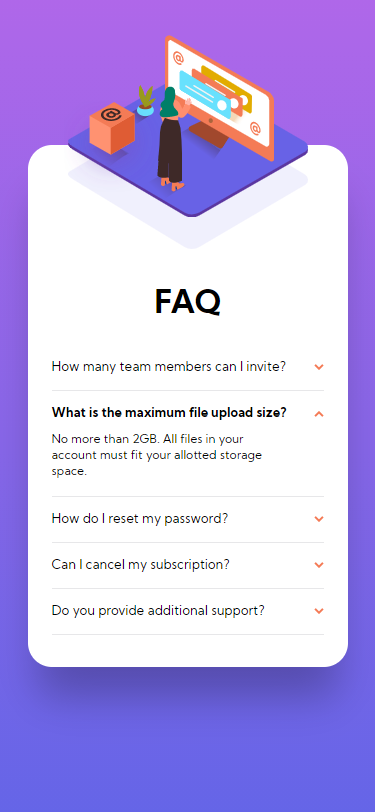 @
@
@
FAQ
How many team members can I invite?
What is the maximum file upload size?
No more than 2GB. All files in your
account must fit your allotted storage
space.
How do I reset my password?
Can I cancel my subscription?
Do you provide additional support?